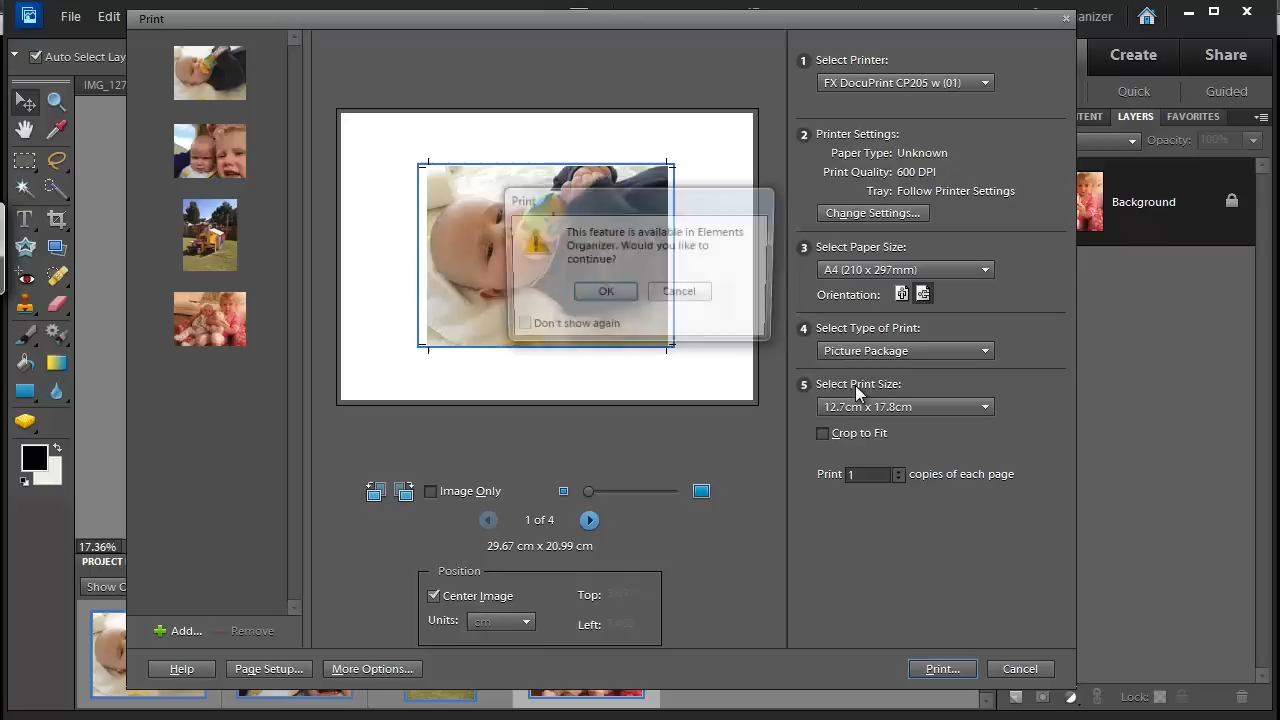 File Edit
anizer
Print
Auto Select Lay
IMG_127
Create
Share
Quick
Guided
ENT LAYERS FAVORITES
Opacity: 100%
Background
1 Select Printer:
FX DocuPrint CP205 w (01)
2 Printer Settings:
Paper Type: Unknown
Print Quality: 600 DPI
Tray: Follow Printer Settings
Change Settings...
3 Select Paper Size:
A4 (210 x 297mm)
Orientation:
4 Select Type of Print:
Picture Package
5 Select Print Size:
12.7cm x 17.8cm
Crop to Fit
Print 1 copies of each page
Print
This feature is available in Elements
Organizer. Would you like to
continue?
OK Cancel
Don't show again
Image Only
1 of 4
29.67 cm x 20.99 cm
Position
Center Image
Top:
Units: cm
Left:
17.36%
PROJECT
Show O
Add... Remove
Help Page Setup... More Options... Print... Cancel
Lock: